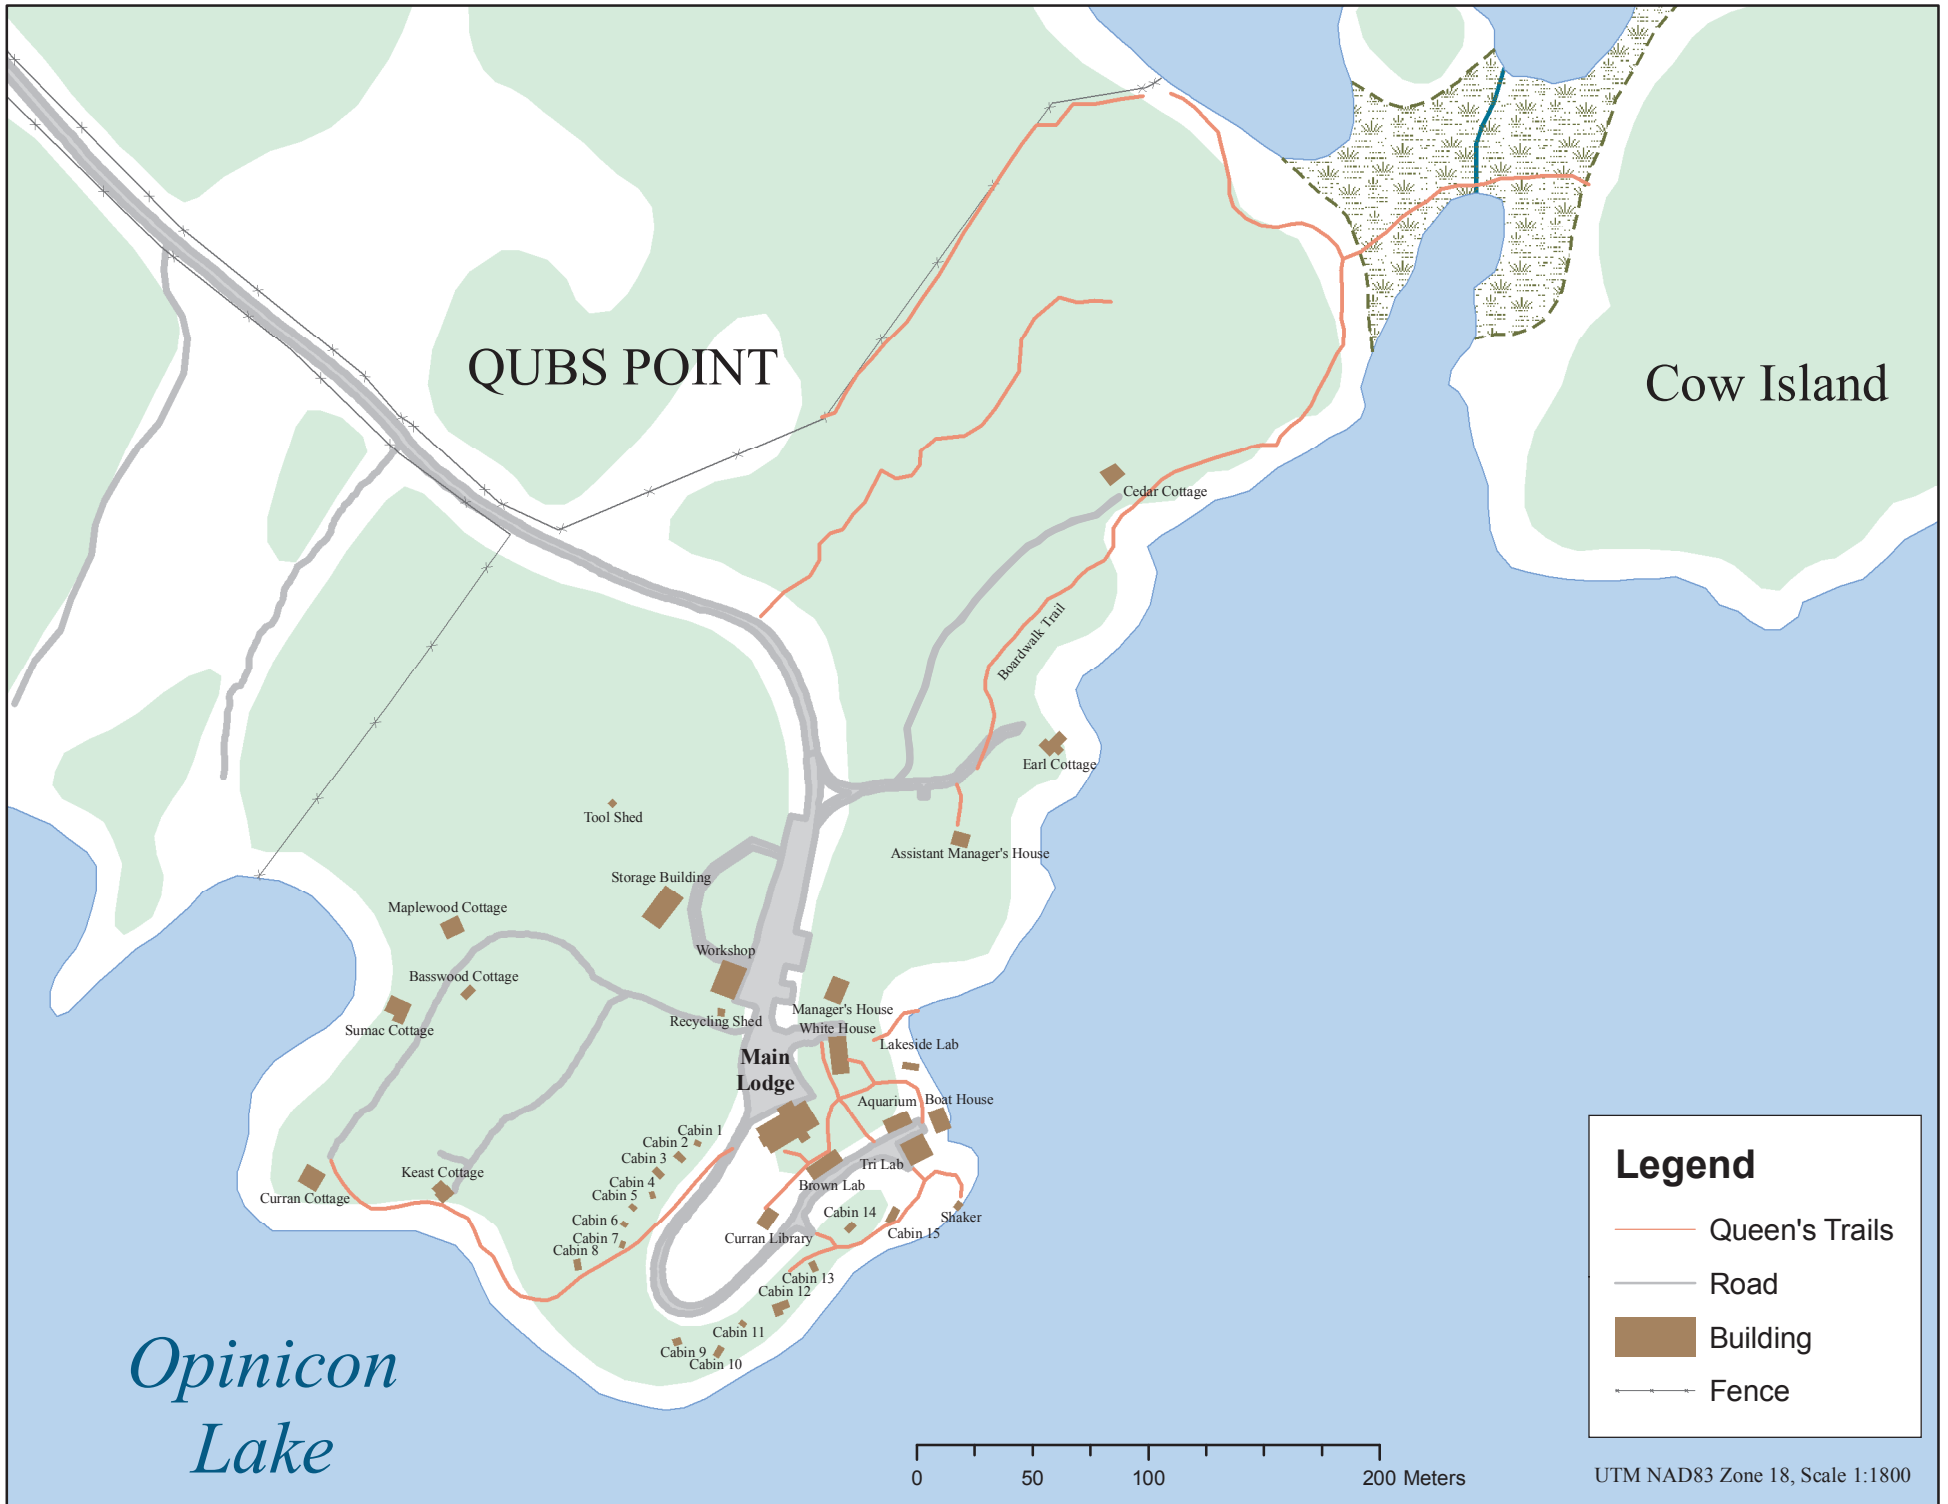 QUBS POINT
Cow Island
Cedar Cottage
Boardwalk Trail
Earl Cottage
Tool Shed
Assistant Manager's House
Storage Building
Maplewood Cottage
Workshop
Basswood Cottage
Manager's House
Recycling Shed
White House
Sumac Cottage
Lakeside Lab
Main
Lodge
Aquarium
Boat House
Cabin 1
Cabin 2
Cabin 3
Tri Lab
Keast Cottage
Cabin 4
Brown Lab
Curran Cottage
Cabin 5
Cabin 14
Shaker
Cabin 6
Cabin 15
Cabin 7
Curran Library
Cabin 8
Cabin 13
Cabin 12
Cabin 11
Cabin 9
Cabin 10
Opinicon
Lake
Legend
Queen's Trails
Road
Building
Fence
0 50 100 200 Meters
UTM NAD83 Zone 18, Scale 1:1800